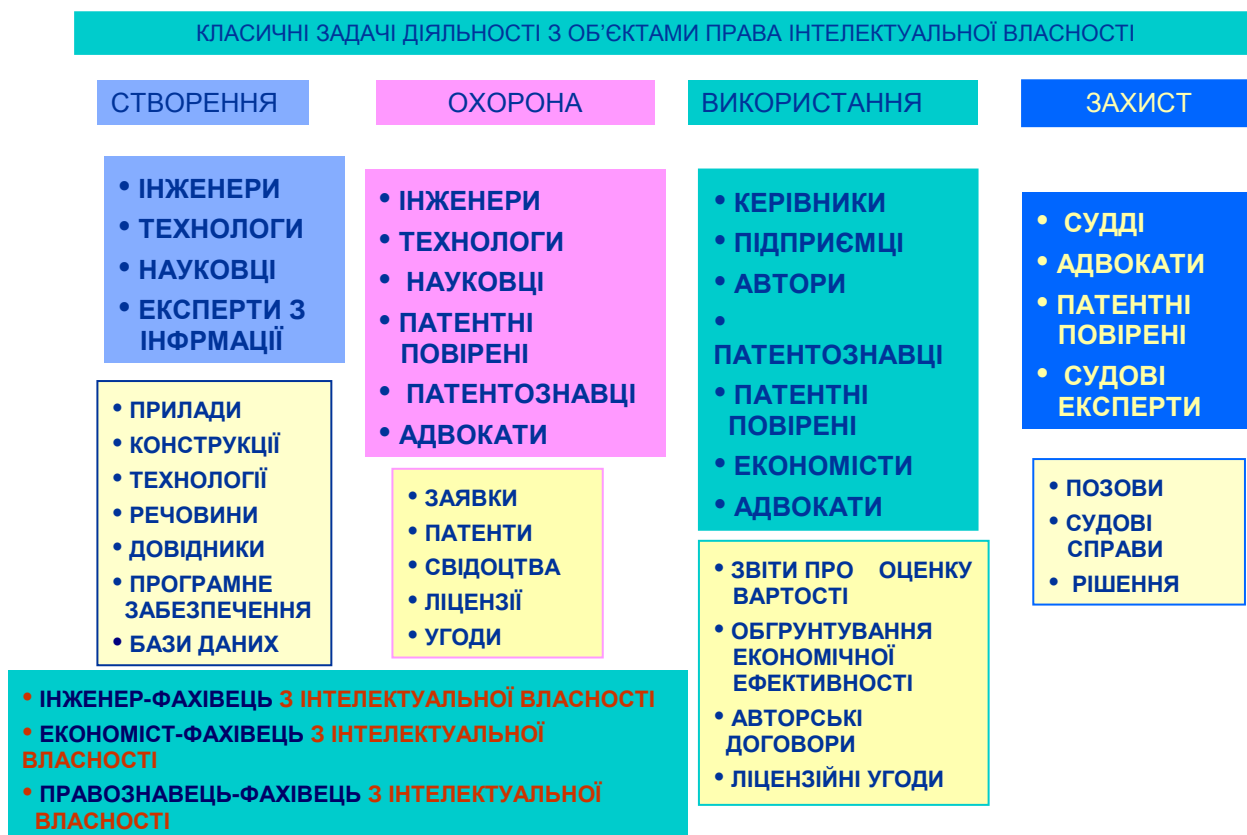 КЛАСИЧНІ ЗАДАЧІ ДІЯЛЬНОСТІ З ОБ’ЄКТАМИ ПРАВА ІНТЕЛЕКТУАЛЬНОЇ ВЛАСНОСТІ
СТВОРЕННЯ
• ІНЖЕНЕРИ
• ТЕХНОЛОГИ
• НАУКОВЦІ
• ЕКСПЕРТИ З
ІНФРМАЦІЇ
• ПРИЛАДИ
• КОНСТРУКЦІЇ
• ТЕХНОЛОГІЇ
• РЕЧОВИНИ
• ДОВІДНИКИ
• ПРОГРАМНЕ
ЗАБЕЗПЕЧЕННЯ
• БАЗИ ДАНИХ
ОХОРОНА
• ІНЖЕНЕРИ
• ТЕХНОЛОГИ
• НАУКОВЦІ
• ПАТЕНТНІ
ПОВІРЕНІ
• ПАТЕНТОЗНАВЦІ
• АДВОКАТИ
• ЗАЯВКИ
• ПАТЕНТИ
• СВІДОЦТВА
• ЛІЦЕНЗІЇ
• УГОДИ
ВИКОРИСТАННЯ
• КЕРІВНИКИ
• ПІДПРИЄМЦІ
• АВТОРИ
•
ПАТЕНТОЗНАВЦІ
• ПАТЕНТНІ
ПОВІРЕНІ
• ЕКОНОМІСТИ
• АДВОКАТИ
• ЗВІТИ ПРО ОЦЕНКУ
ВАРТОСТІ
• ОБГРУНТУВАННЯ
ЕКОНОМІЧНОЇ
ЕФЕКТИВНОСТІ
• АВТОРСЬКІ
ДОГОВОРИ
• ЛІЦЕНЗІЙНІ УГОДИ
ЗАХИСТ
• СУДДІ
• АДВОКАТИ
• ПАТЕНТНІ
ПОВІРЕНІ
• СУДОВІ
ЕКСПЕРТИ
• ПОЗОВИ
• СУДОВІ
СПРАВИ
• РІШЕННЯ
• ІНЖЕНЕР-ФАХІВЕЦЬ З ІНТЕЛЕКТУАЛЬНОЇ ВЛАСНОСТІ
• ЕКОНОМІСТ-ФАХІВЕЦЬ З ІНТЕЛЕКТУАЛЬНОЇ
ВЛАСНОСТІ
• ПРАВОЗНАВЕЦЬ-ФАХІВЕЦЬ З ІНТЕЛЕКТУАЛЬНОЇ
ВЛАСНОСТІ